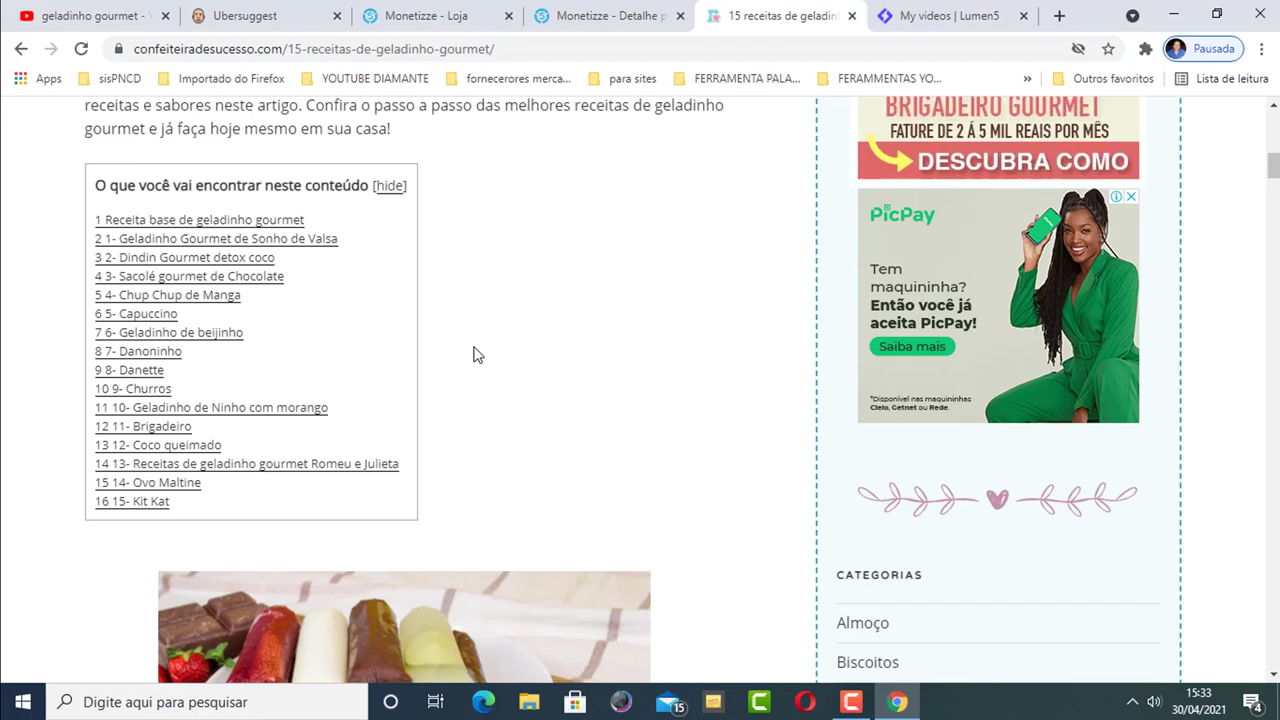 geladinho gourmet -
Ubersuggest
Monetizze - Loja
Monetizze - Detalhe p
15 receitas de geladin
My videos | Lumen5
confeiteiradesucesso.com/15-receitas-de-geladinho-gourmet/
Pausada
Apps
sisPNCD
Importado do Firefox
YOUTUBE DIAMANTE
fornecerores merca...
para sites
FERRAMENTA PALA...
FERAMMENTAS YO...
»
Outros favoritos
Lista de leitura
receitas e sabores neste artigo. Confira o passo a passo das melhores receitas de geladinho
gourmet e já faça hoje mesmo em sua casa!
O que você vai encontrar neste conteúdo [hide]
1 Receita base de geladinho gourmet
2 1- Geladinho Gourmet de Sonho de Valsa
3 2- Dindin Gourmet detox coco
4 3- Sacolé gourmet de Chocolate
5 4- Chup Chup de Manga
6 5- Capuccino
7 6- Geladinho de beijinho
8 7- Danoninho
9 8- Danette
10 9- Churros
11 10- Geladinho de Ninho com morango
12 11- Brigadeiro
13 12- Coco queimado
14 13- Receitas de geladinho gourmet Romeu e Julieta
15 14- Ovo Maltine
16 15- Kit Kat
BRIGADEIRO GOURMET
FATURE DE 2 Á 5 MIL REAIS POR MÊS
DESCUBRA COMO
PicPay
Tem
maquininha?
Então você já
aceita PicPay!
Saiba mais
*Disponível nas maquininhas
Cielo, Getnet ou Rede.
CATEGORIAS
Almoço
Biscoitos
Digite aqui para pesquisar
15
15:33
30/04/2021
4